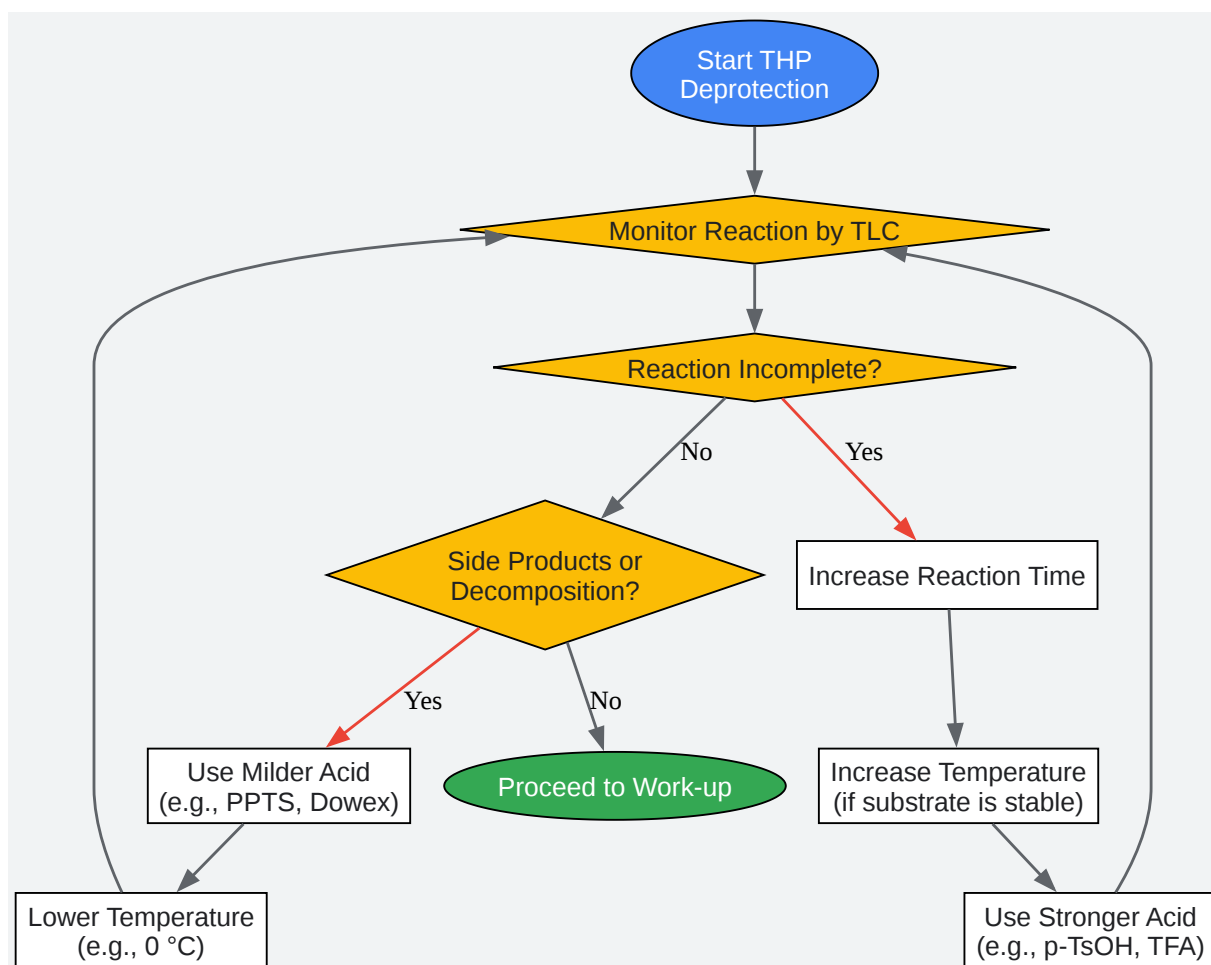 Start THP
Deprotection
Monitor Reaction by TLC
Reaction Incomplete?
No
Yes
Side Products or
Decomposition?
Increase Reaction Time
Yes
No
Use Milder Acid
(e.g., PPTS, Dowex)
Proceed to Work-up
Increase Temperature
(if substrate is stable)
Lower Temperature
(e.g., 0 °C)
Use Stronger Acid
(e.g., p-TsOH, TFA)